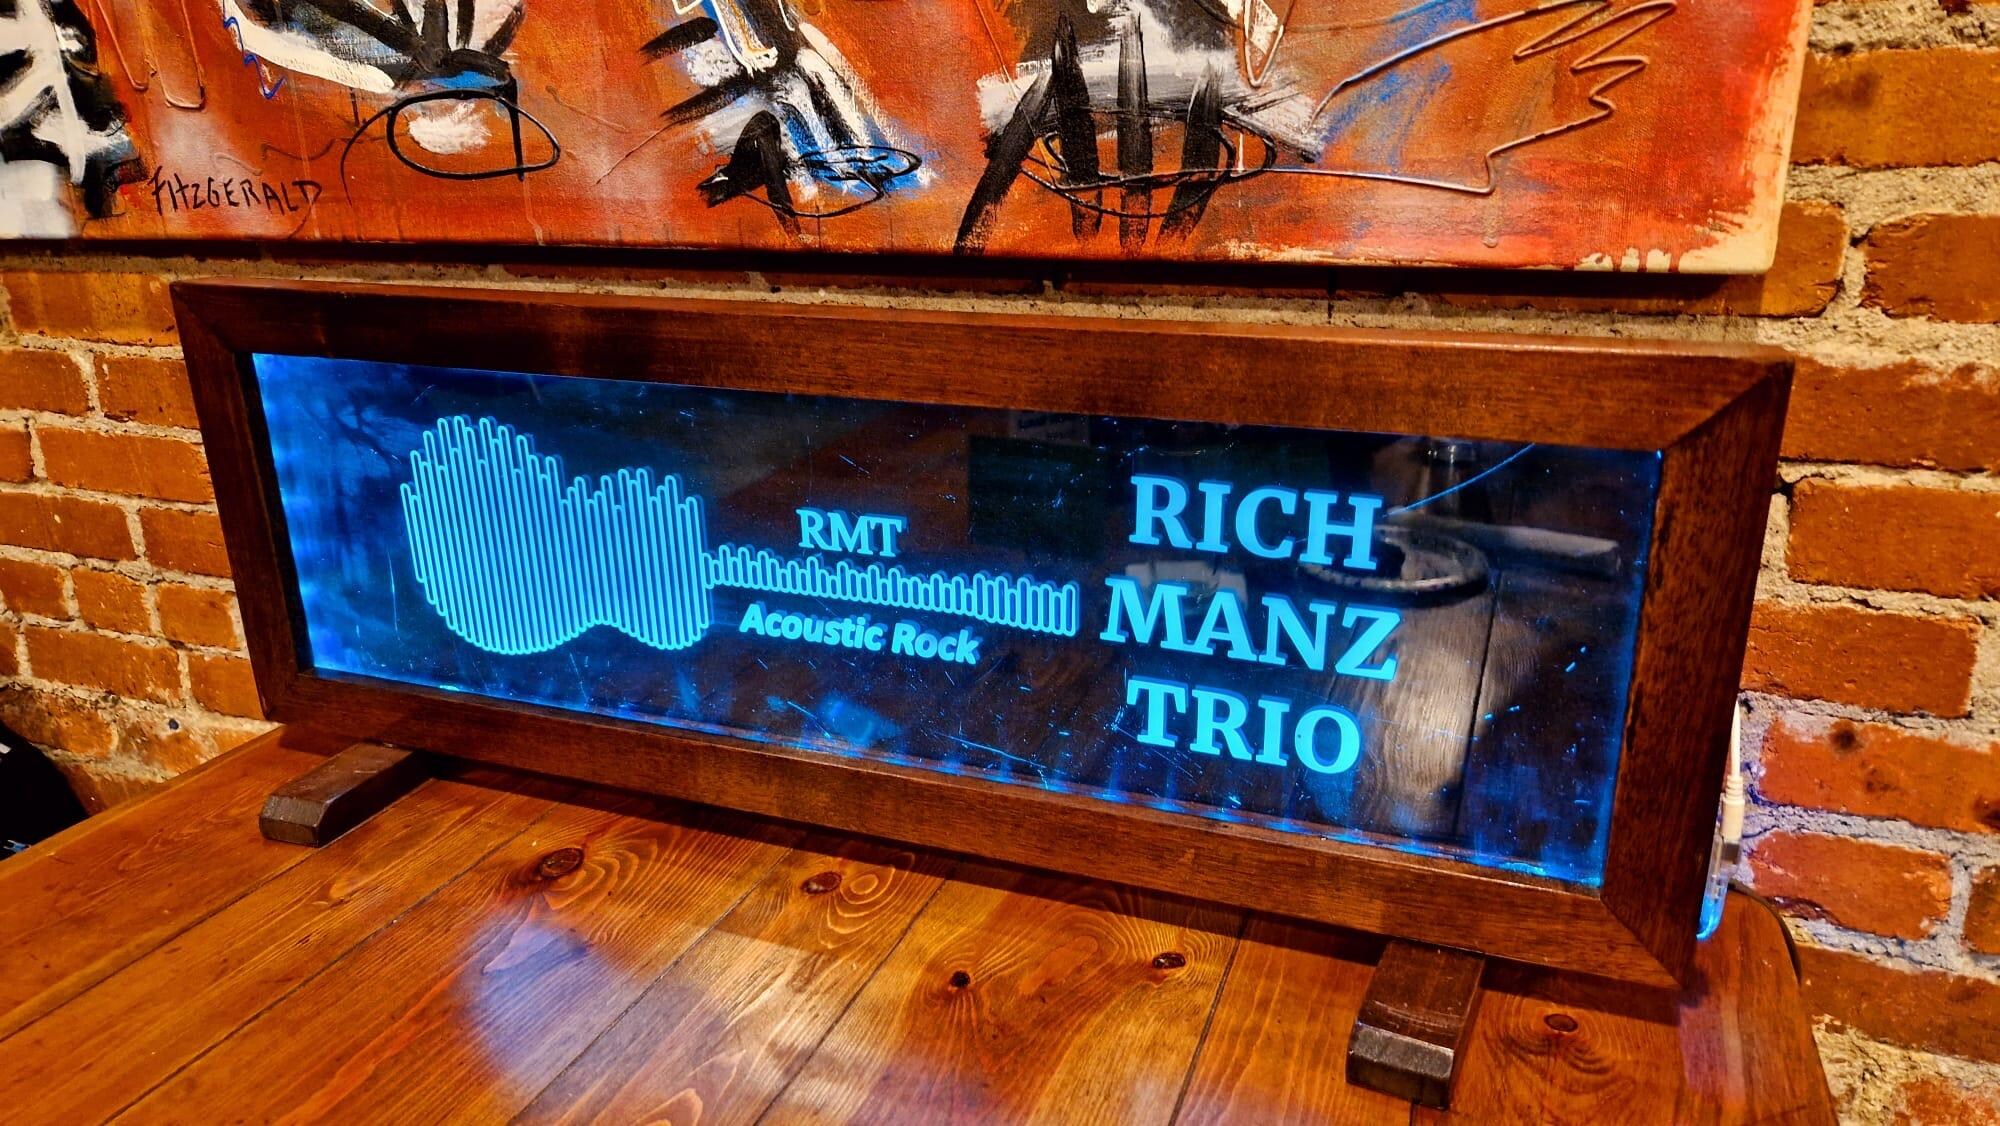 FITZGERALD
RMT
Acoustic Rock
RICH
MANZ
TRIO